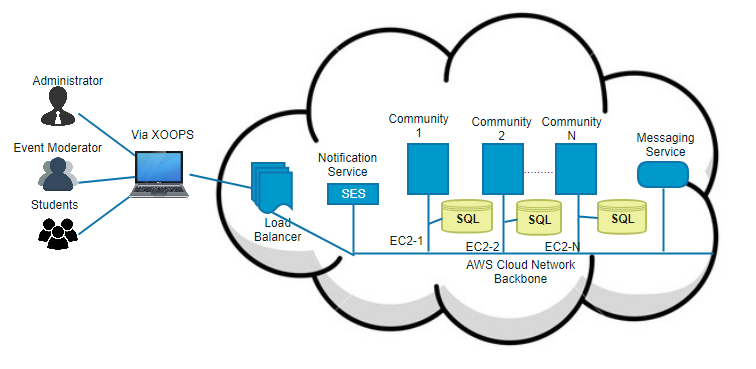 Administrator
Via XOOPS
Event Moderator
Students
Load
Balancer
Notification
Service
SES
Community
1
Community
2
Community
N
Messaging
Service
SQL
SQL
SQL
EC2-1
EC2-2
EC2-N
AWS Cloud Network
Backbone